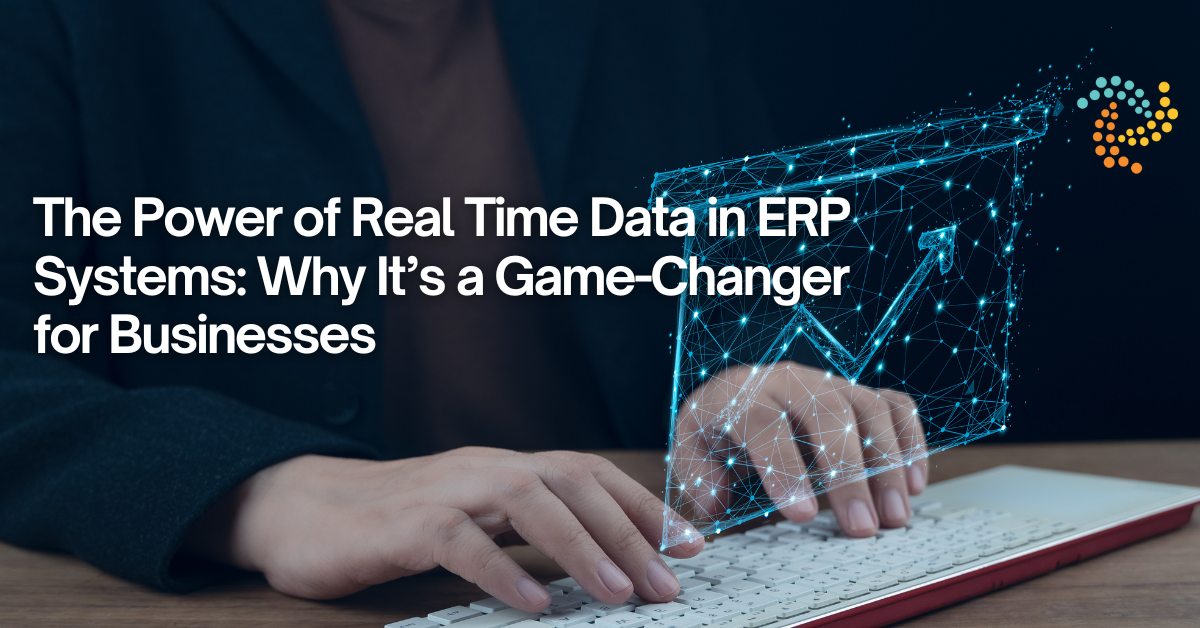 The Power of Real Time Data in ERP
Systems: Why It’s a Game-Changer
for Businesses